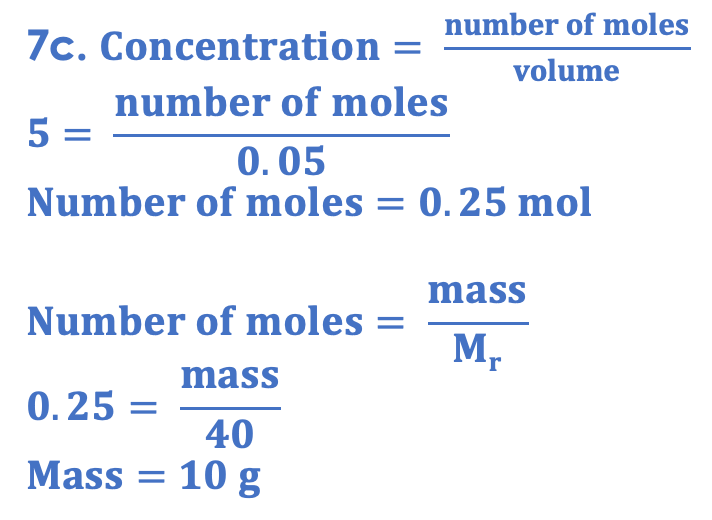 7c. Concentration = number of moles / volume
5 = number of moles / 0.05
Number of moles = 0.25 mol
Number of moles = mass / Mᵣ
0.25 = mass / 40
Mass = 10 g